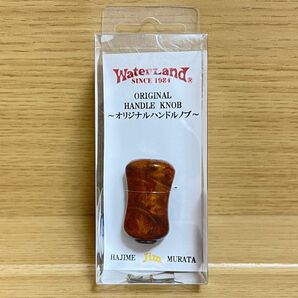 WaterLand®
SINCE 1984
ORIGINAL
HANDLE KNOB
～オリジナルハンドルノブ～
HAJIME Jim MURATA